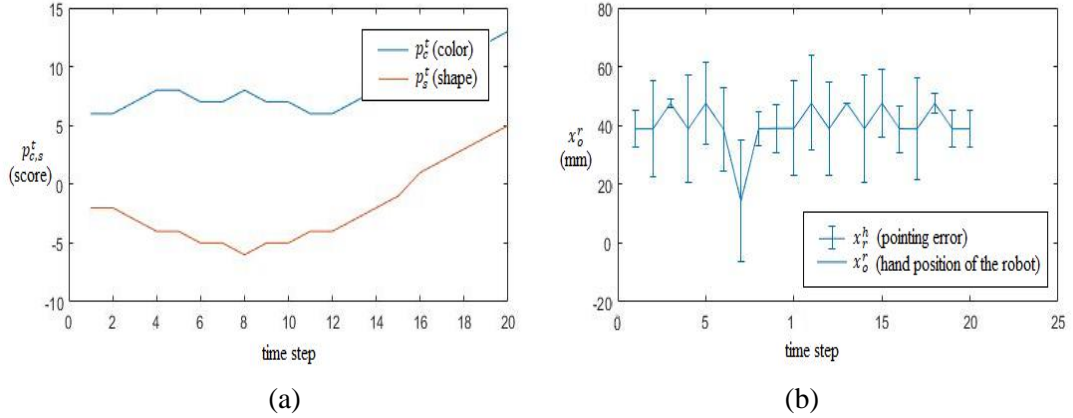 15
10
5
0
-5
-10
p_{c,s}^t
(score)
p_c^t (color)
p_s^t (shape)
0 2 4 6 8 10 12 14 16 18 20
time step
(a)
80
60
40
20
0
-20
x_o^r
(mm)
x_r^h (pointing error)
x_o^r (hand position of the robot)
0 5 1 15 20 25
time step
(b)